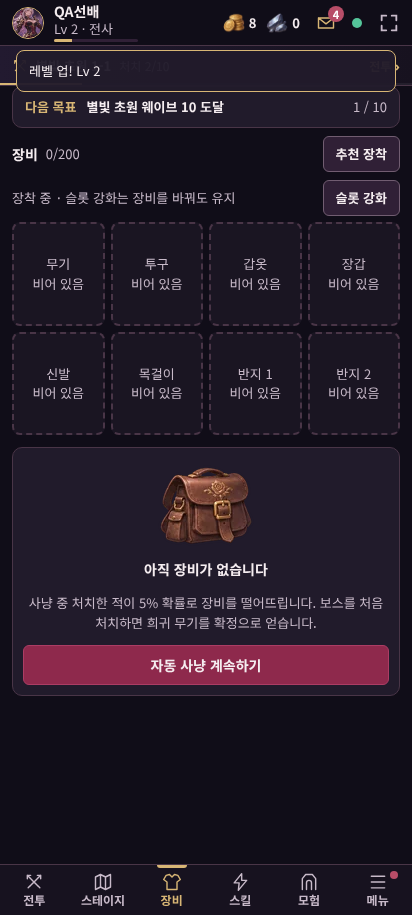 QA선배
Lv 2 · 전사
8
0
4
레벨 업! Lv 2
다음 목표 별빛 초원 웨이브 10 도달 1 / 10
장비 0/200
추천 장착
장착 중 · 슬롯 강화는 장비를 바꿔도 유지
슬롯 강화
무기
비어 있음
투구
비어 있음
갑옷
비어 있음
장갑
비어 있음
신발
비어 있음
목걸이
비어 있음
반지 1
비어 있음
반지 2
비어 있음
아직 장비가 없습니다
사냥 중 처치한 적이 5% 확률로 장비를 떨어뜨립니다. 보스를 처음
처치하면 희귀 무기를 확정으로 얻습니다.
자동 사냥 계속하기
전투
스테이지
장비
스킬
모험
메뉴